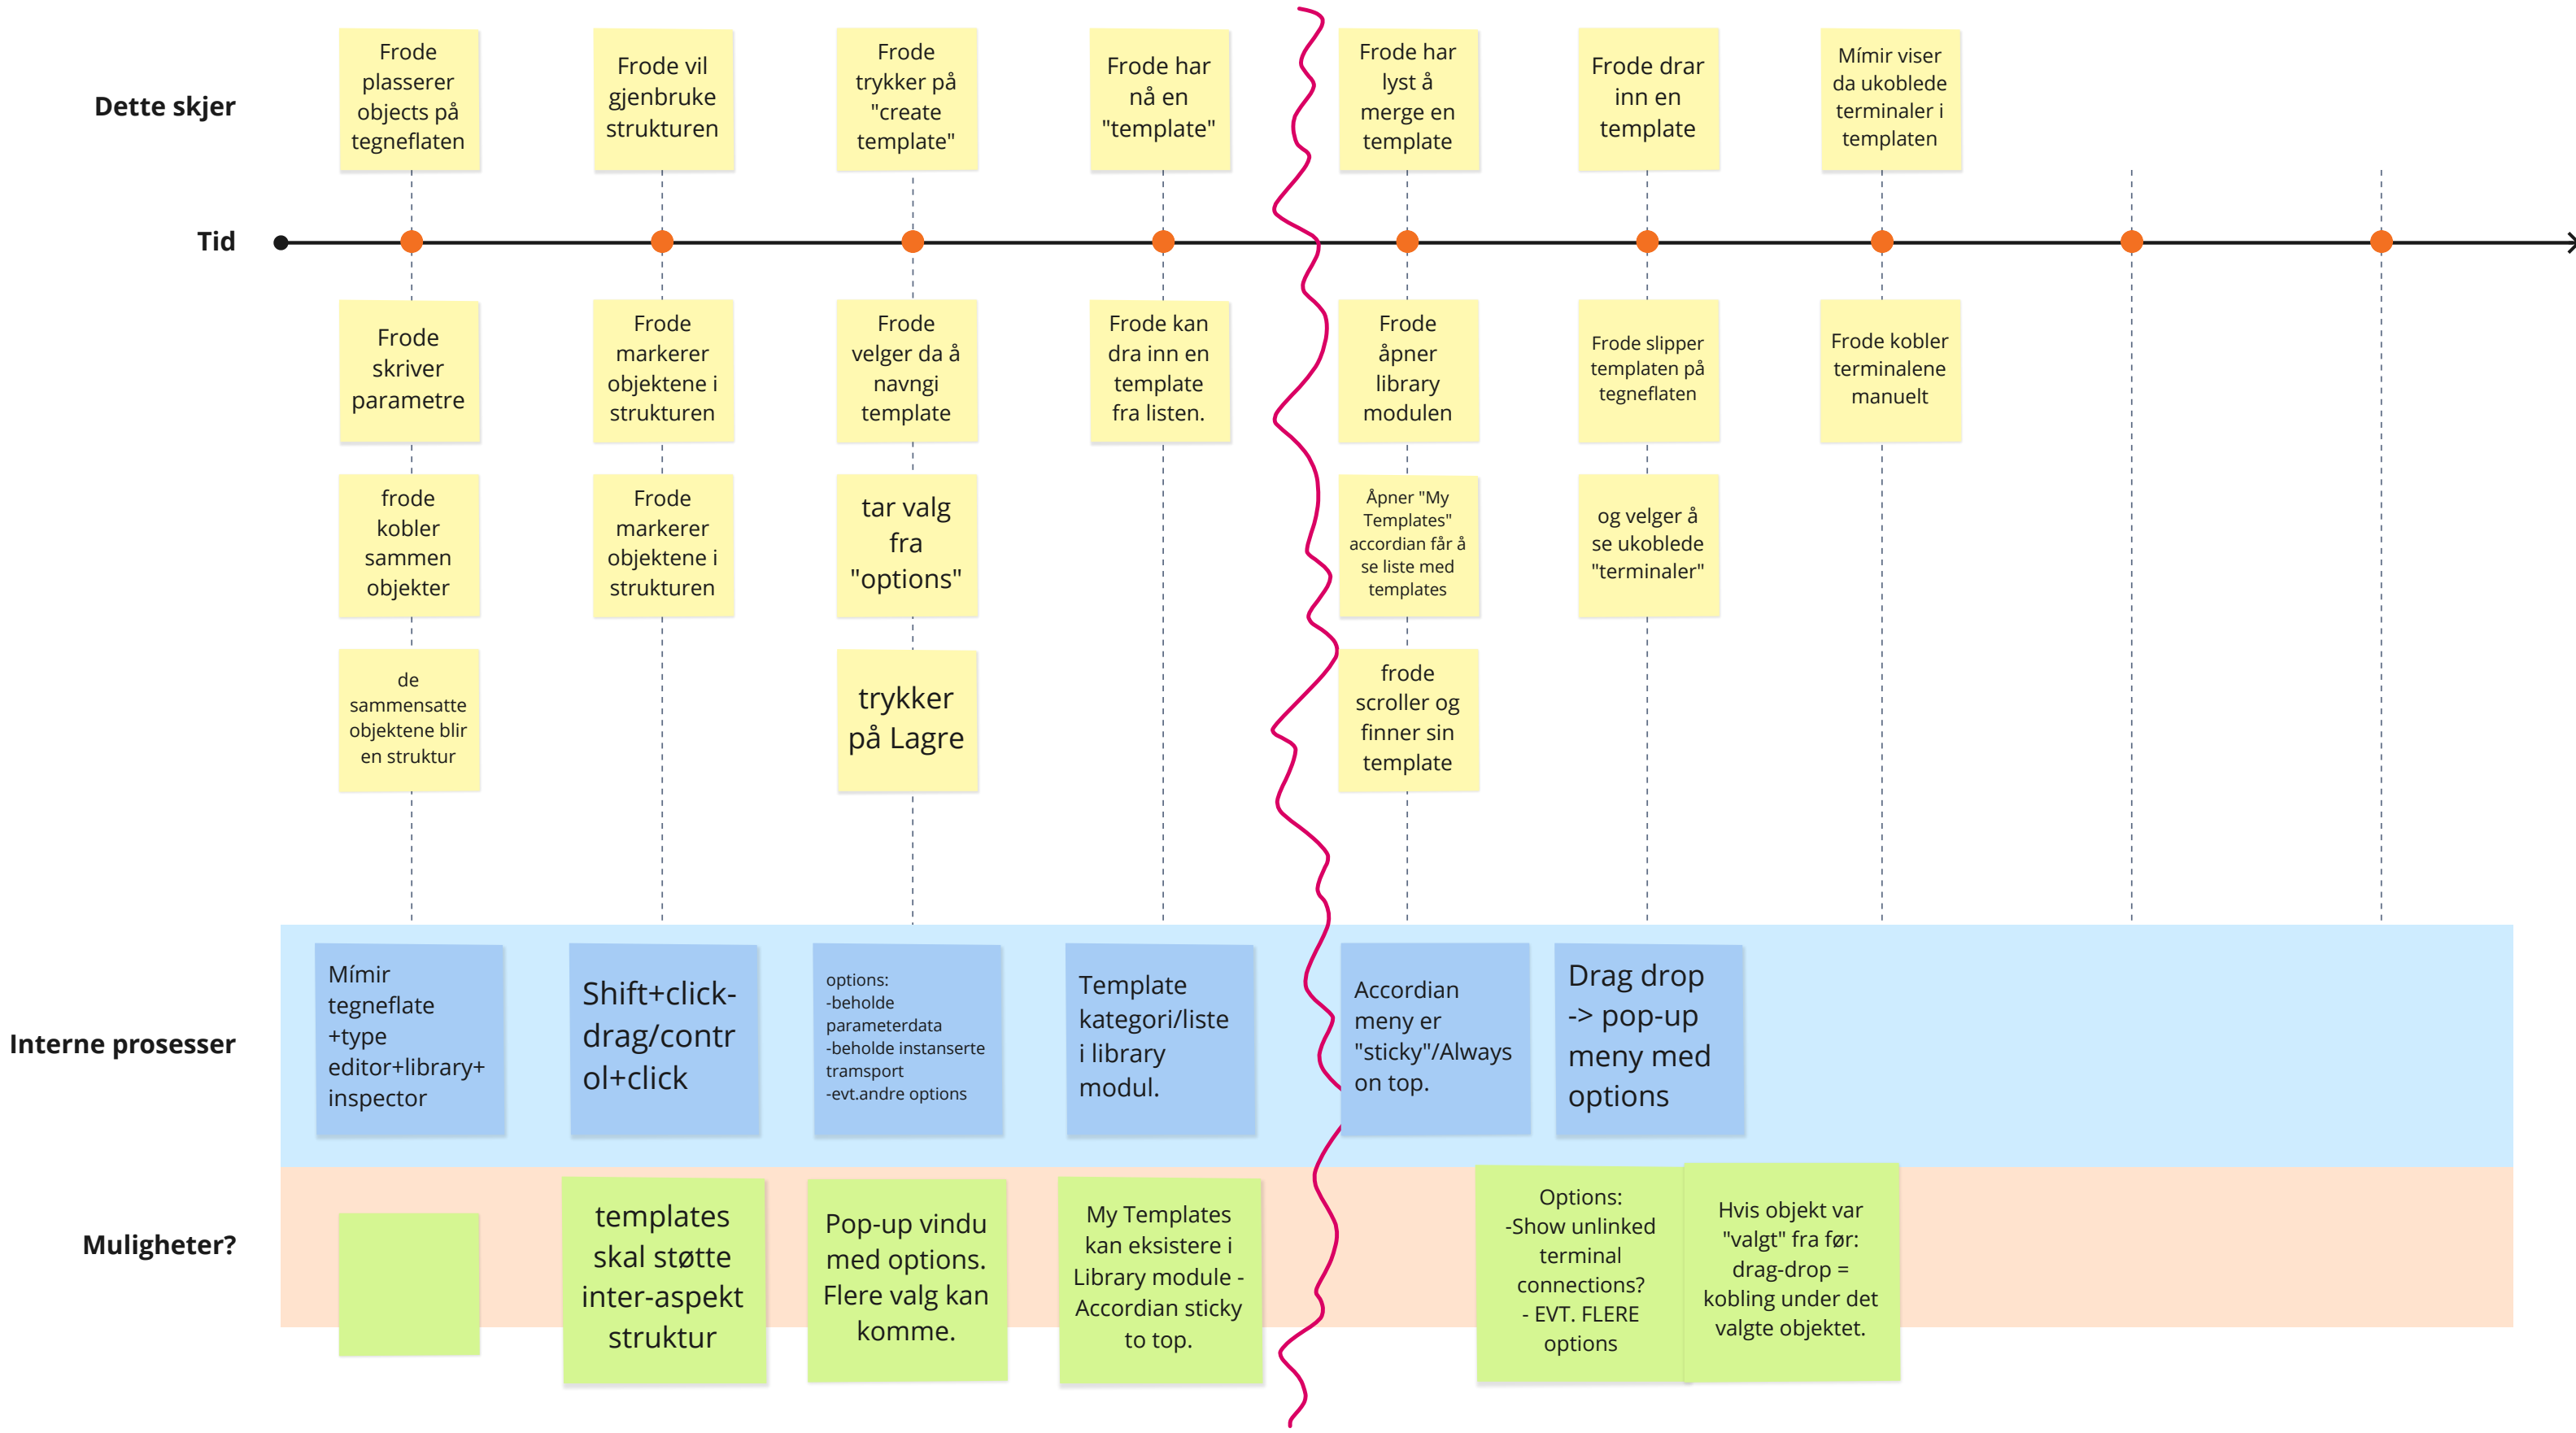 Dette skjer
Frode
plasserer
objects på
tegneflaten
Frode vil
gjenbruke
strukturen
Frode
trykker på
"create
template"
Frode har
nå en
"template"
Frode har
lyst å
merge en
template
Frode drar
inn en
template
Mímir viser
da ukoblede
terminaler i
templaten
Tid
Frode
skriver
parametre
Frode
markerer
objektene i
strukturen
Frode
velger da å
navngi
template
Frode kan
dra inn en
template
fra listen.
Frode
åpner
library
modulen
Frode slipper
templaten på
tegneflaten
Frode kobler
terminalene
manuelt
frode
kobler
sammen
objekter
Frode
markerer
objektene i
strukturen
tar valg
fra
"options"
Åpner "My
Templates"
accordian får å
se liste med
templates
og velger å
se ukoblede
"terminaler"
de
sammensatte
objektene blir
en struktur
trykker
på Lagre
frode
scroller og
finner sin
template
Interne prosesser
Mímir
tegneflate
+type
editor+library+
inspector
Shift+click-
drag/contr
ol+click
options:
-beholde
parameterdata
-beholde instanserte
tramsport
-evt.andre options
Template
kategori/liste
i library
modul.
Accordian
meny er
"sticky"/Always
on top.
Drag drop
-> pop-up
meny med
options
Muligheter?
templates
skal støtte
inter-aspekt
struktur
Pop-up vindu
med options.
Flere valg kan
komme.
My Templates
kan eksistere i
Library module -
Accordian sticky
to top.
Options:
-Show unlinked
terminal
connections?
- EVT. FLERE
options
Hvis objekt var
"valgt" fra før:
drag-drop =
kobling under det
valgte objektet.